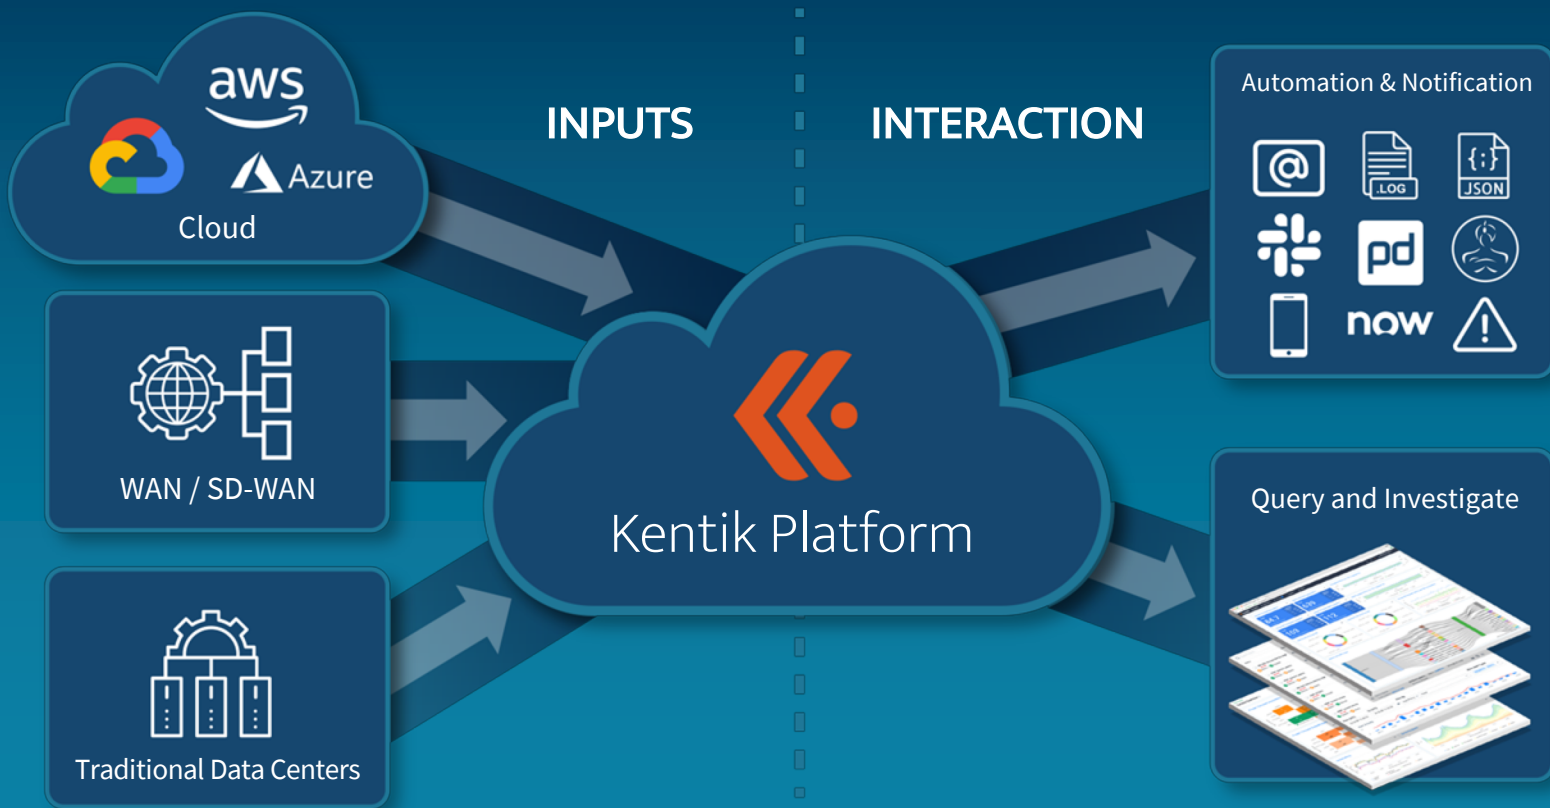 aws
Azure
Cloud
WAN / SD-WAN
Traditional Data Centers
INPUTS
INTERACTION
Kentik Platform
Automation & Notification
@
.LOG
{;}
JSON
pd
now
Query and Investigate